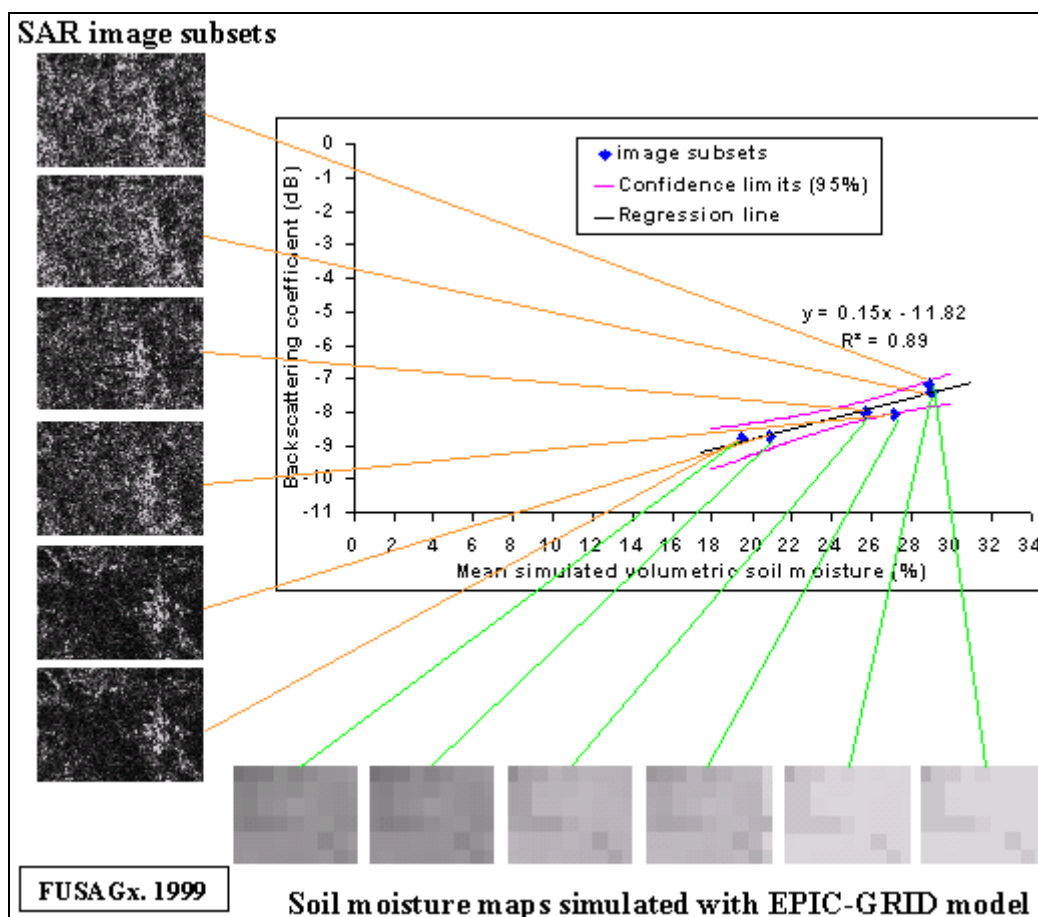 SAR image subsets
image subsets
Confidence limits (95%)
Regression line
y = 0.15x - 11.82
R² = 0.89
Backscattering coefficient (dB)
0
-1
-2
-3
-4
-5
-6
-7
-8
-9
-10
-11
0 2 4 6 8 10 12 14 16 18 20 22 24 26 28 30 32 34
Mean simulated volumetric soil moisture (%)
FUSAGx. 1999
Soil moisture maps simulated with EPIC-GRID model